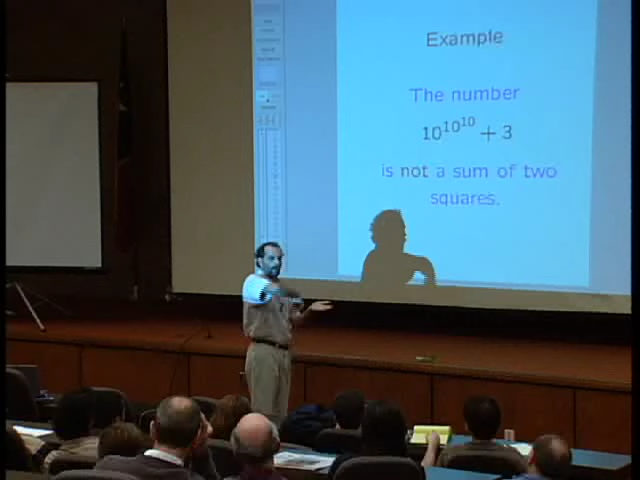 Example
The number
10^{10^{10}} + 3
is not a sum of two
squares.